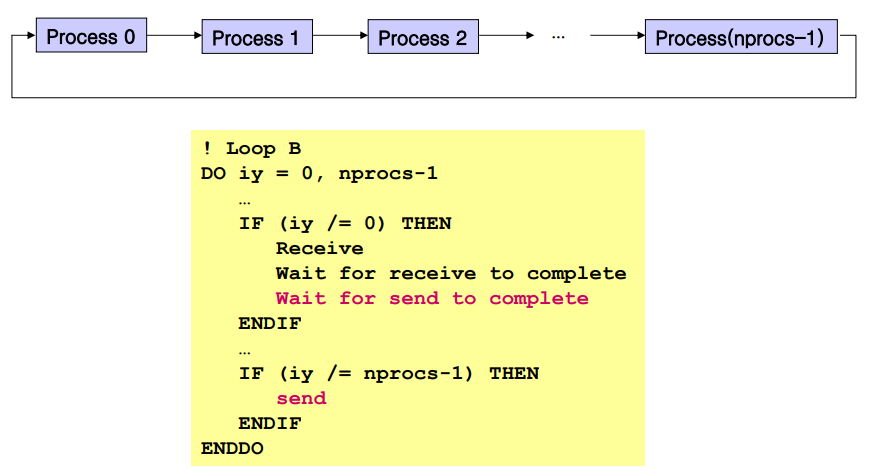 Process 0
Process 1
Process 2
...
Process(nprocs-1)
! Loop B
DO iy = 0, nprocs-1
…
IF (iy /= 0) THEN
Receive
Wait for receive to complete
Wait for send to complete
ENDIF
…
IF (iy /= nprocs-1) THEN
send
ENDIF
ENDDO